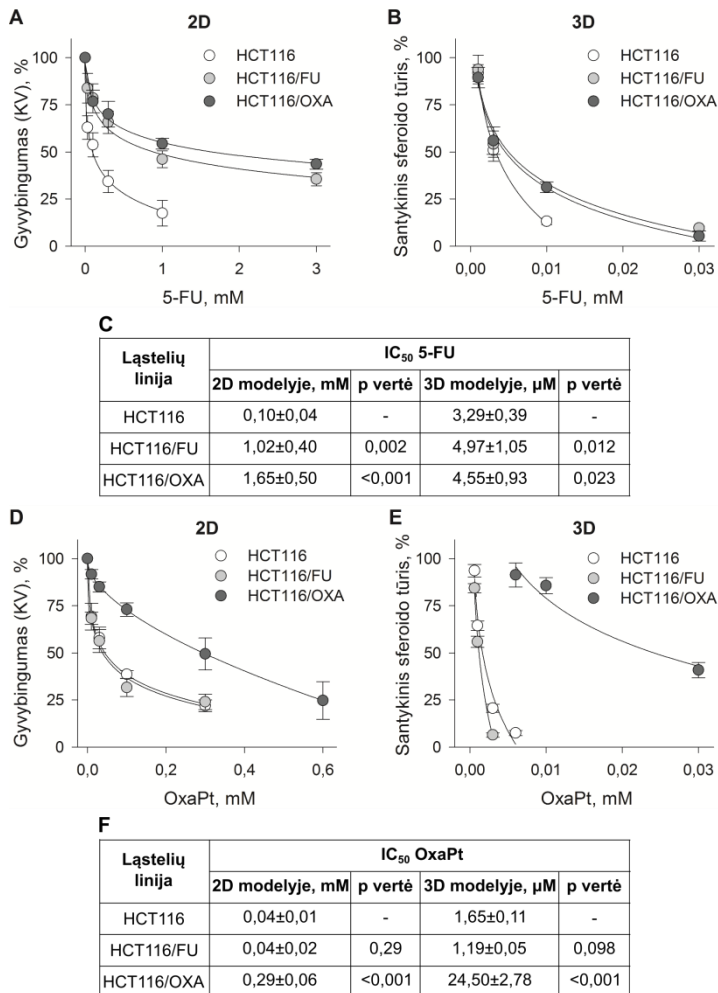 A
2D
Gyvybingumas (KV), %
100
75
50
25
0
HCT116
HCT116/FU
HCT116/OXA
0 1 2 3
5-FU, mM
B
3D
Santykinis sferoido tūris, %
100
75
50
25
0
HCT116
HCT116/FU
HCT116/OXA
0,00 0,01 0,02 0,03
5-FU, mM
C
Ląstelių linija
IC50 5-FU
2D modelyje, mM p vertė 3D modelyje, µM p vertė
HCT116 0,10±0,04 - 3,29±0,39 -
HCT116/FU 1,02±0,40 0,002 4,97±1,05 0,012
HCT116/OXA 1,65±0,50 <0,001 4,55±0,93 0,023
D
2D
Gyvybingumas (KV), %
100
75
50
25
0
HCT116
HCT116/FU
HCT116/OXA
0,0 0,2 0,4 0,6
OxaPt, mM
E
3D
Santykinis sferoido tūris, %
100
75
50
25
0
HCT116
HCT116/FU
HCT116/OXA
0,00 0,01 0,02 0,03
OxaPt, mM
F
Ląstelių linija
IC50 OxaPt
2D modelyje, mM p vertė 3D modelyje, µM p vertė
HCT116 0,04±0,01 - 1,65±0,11 -
HCT116/FU 0,04±0,02 0,29 1,19±0,05 0,098
HCT116/OXA 0,29±0,06 <0,001 24,50±2,78 <0,001